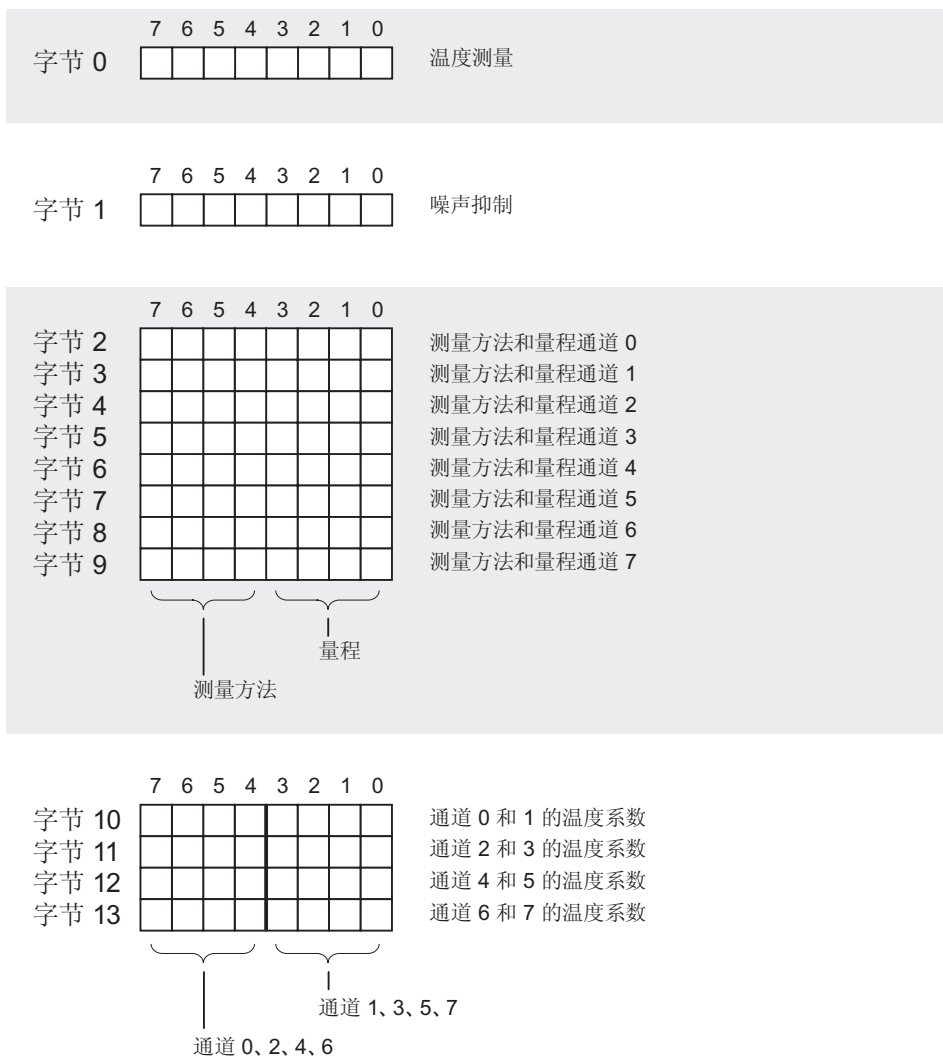 7 6 5 4 3 2 1 0
字节 0 温度测量
7 6 5 4 3 2 1 0
字节 1 噪声抑制
7 6 5 4 3 2 1 0
字节 2 测量方法和量程通道 0
字节 3 测量方法和量程通道 1
字节 4 测量方法和量程通道 2
字节 5 测量方法和量程通道 3
字节 6 测量方法和量程通道 4
字节 7 测量方法和量程通道 5
字节 8 测量方法和量程通道 6
字节 9 测量方法和量程通道 7
量程
测量方法
7 6 5 4 3 2 1 0
字节 10 通道 0 和 1 的温度系数
字节 11 通道 2 和 3 的温度系数
字节 12 通道 4 和 5 的温度系数
字节 13 通道 6 和 7 的温度系数
通道 1、3、5、7
通道 0、2、4、6